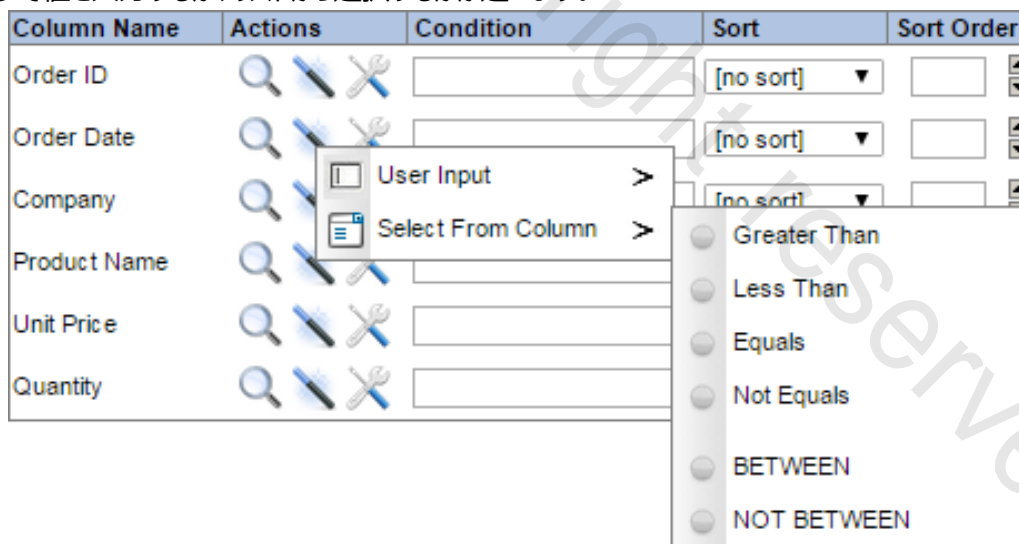 Column Name Actions Condition Sort Sort Order
Order ID [no sort]
Order Date [no sort]
User Input >
Company [no sort]
Select From Column >
Greater Than
Product Name
Less Than
Unit Price
Equals
Quantity
Not Equals
BETWEEN
NOT BETWEEN
right reserve